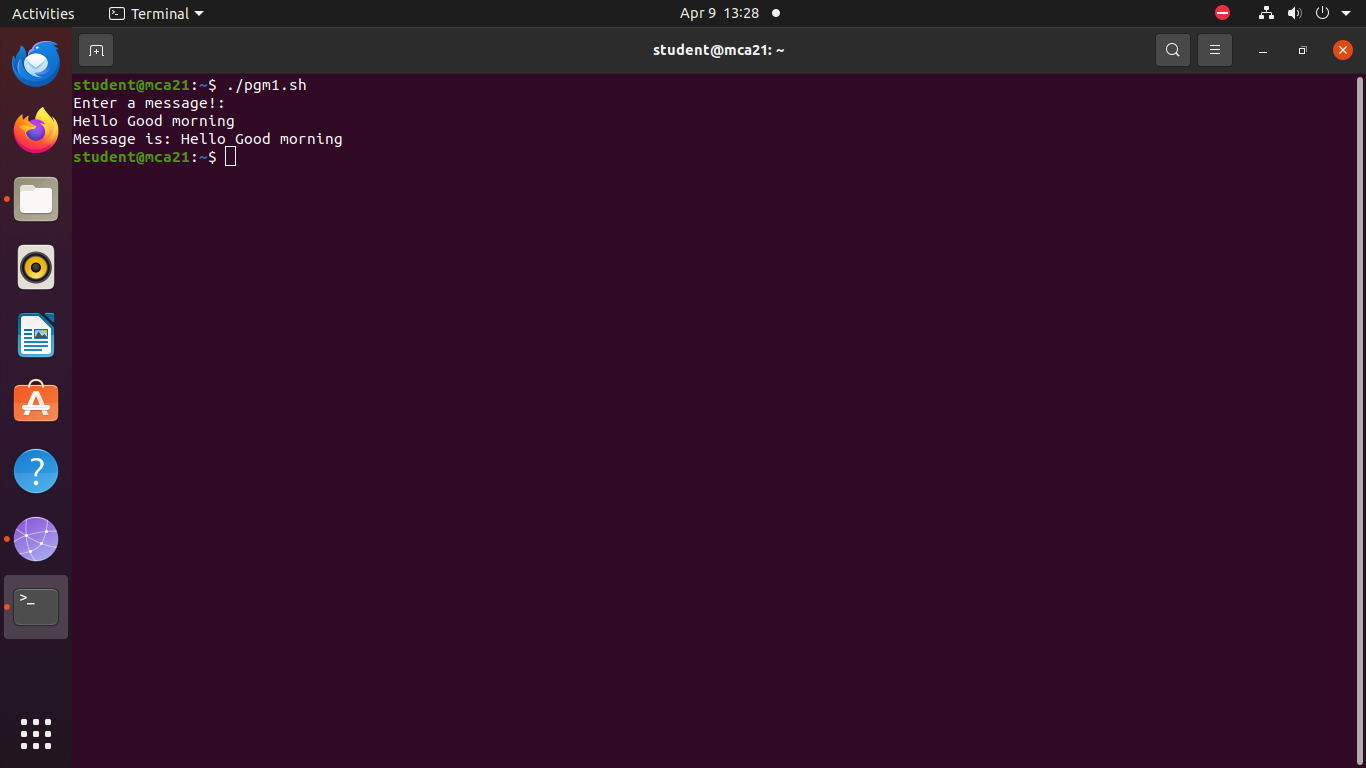 Activities Terminal Apr 9 13:28
student@mca21: ~
student@mca21:~$ ./pgm1.sh
Enter a message!:
Hello Good morning
Message is: Hello Good morning
student@mca21:~$